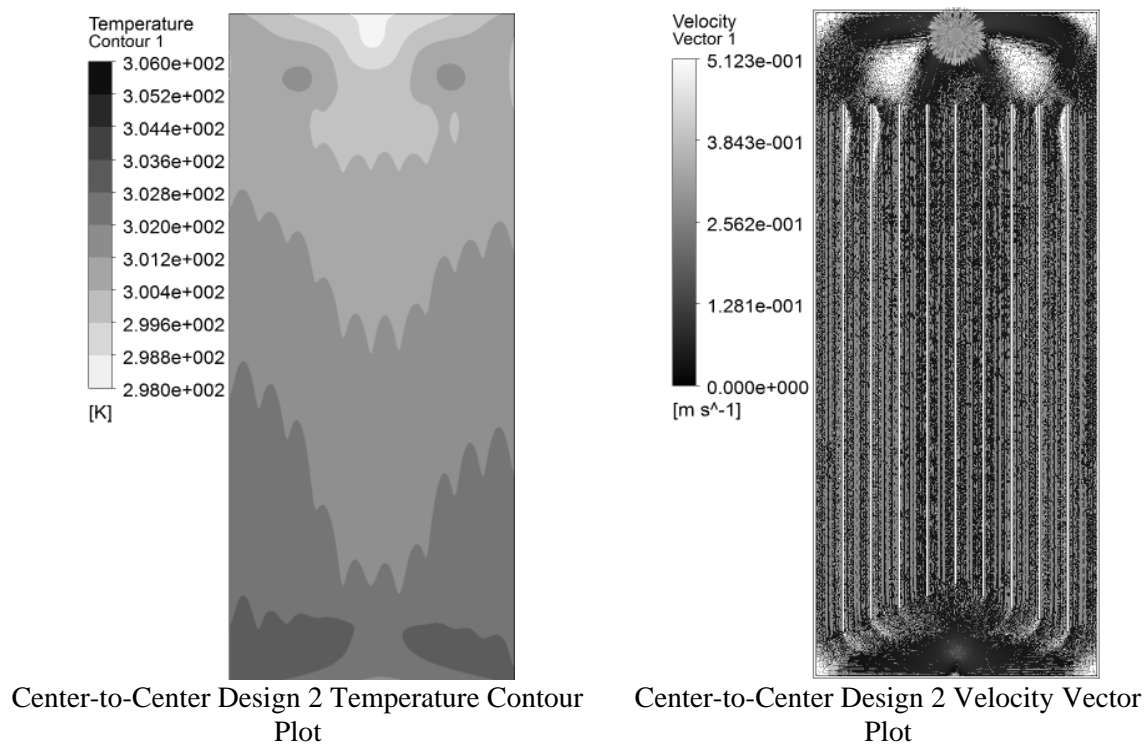 Temperature
Contour 1
3.060e+002
3.052e+002
3.044e+002
3.036e+002
3.028e+002
3.020e+002
3.012e+002
3.004e+002
2.996e+002
2.988e+002
2.980e+002
[K]
Velocity
Vector 1
5.123e-001
3.843e-001
2.562e-001
1.281e-001
0.000e+000
[m s^-1]
Center-to-Center Design 2 Temperature Contour
Plot
Center-to-Center Design 2 Velocity Vector
Plot